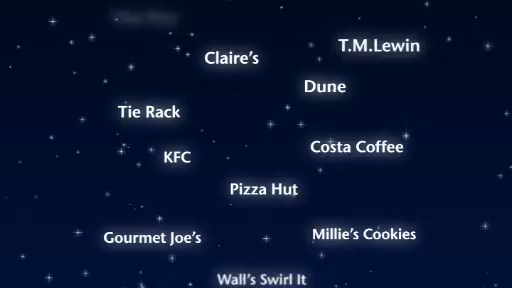 T.M.Lewin
Claire's
Dune
Tie Rack
Costa Coffee
KFC
Pizza Hut
Gourmet Joe's
Millie's Cookies
Wall's Swirl It